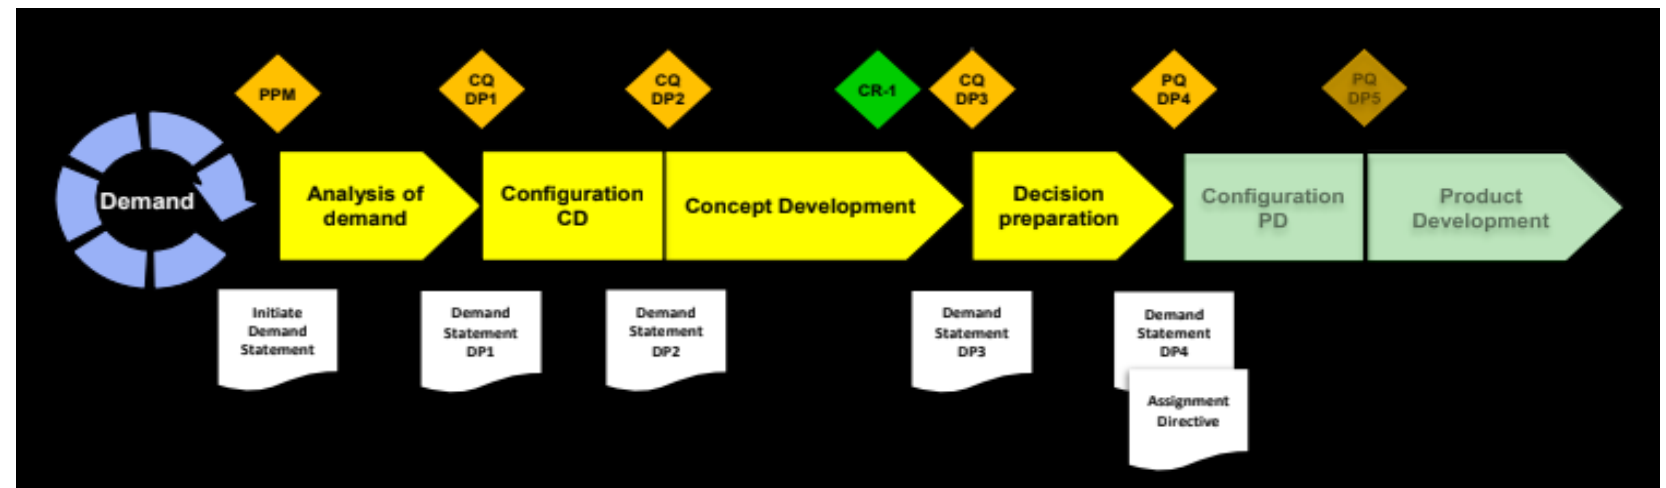 PPM
CQ
DP1
CQ
DP2
CR-1
CQ
DP3
PQ
DP4
PQ
DP5
Demand
Analysis of
demand
Configuration
CD
Concept Development
Decision
preparation
Configuration
PD
Product
Development
Initiate
Demand
Statement
Demand
Statement
DP1
Demand
Statement
DP2
Demand
Statement
DP3
Demand
Statement
DP4
Assignment
Directive